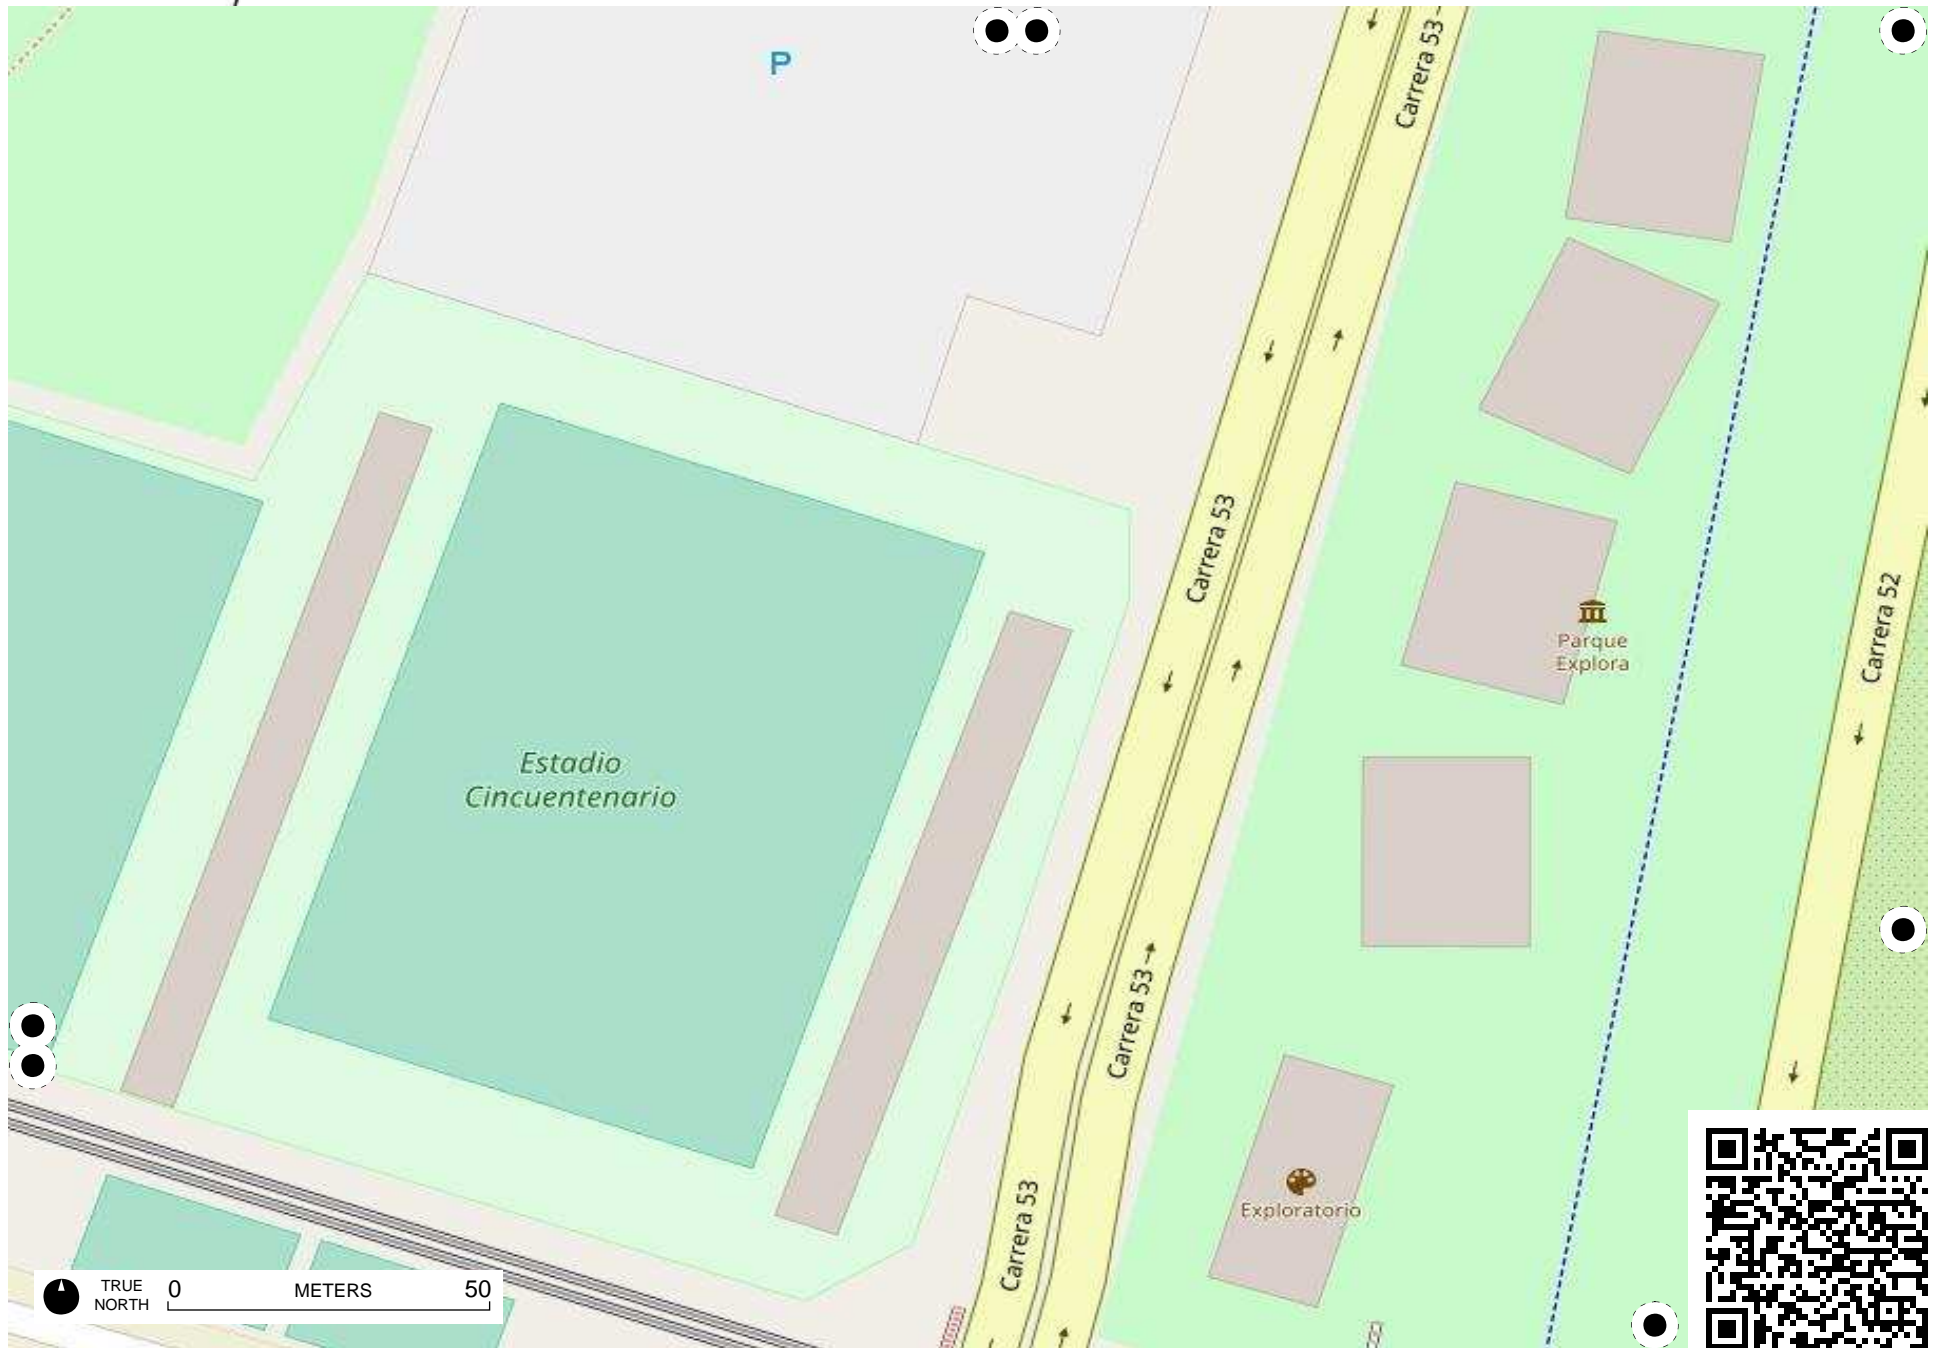 P
Carrera 53
Carrera 53
Parque
Explora
Carrera 52
Estadio
Cincuentenario
Carrera 53
Exploratorio
Carrera 53
TRUE
NORTH
0 METERS 50